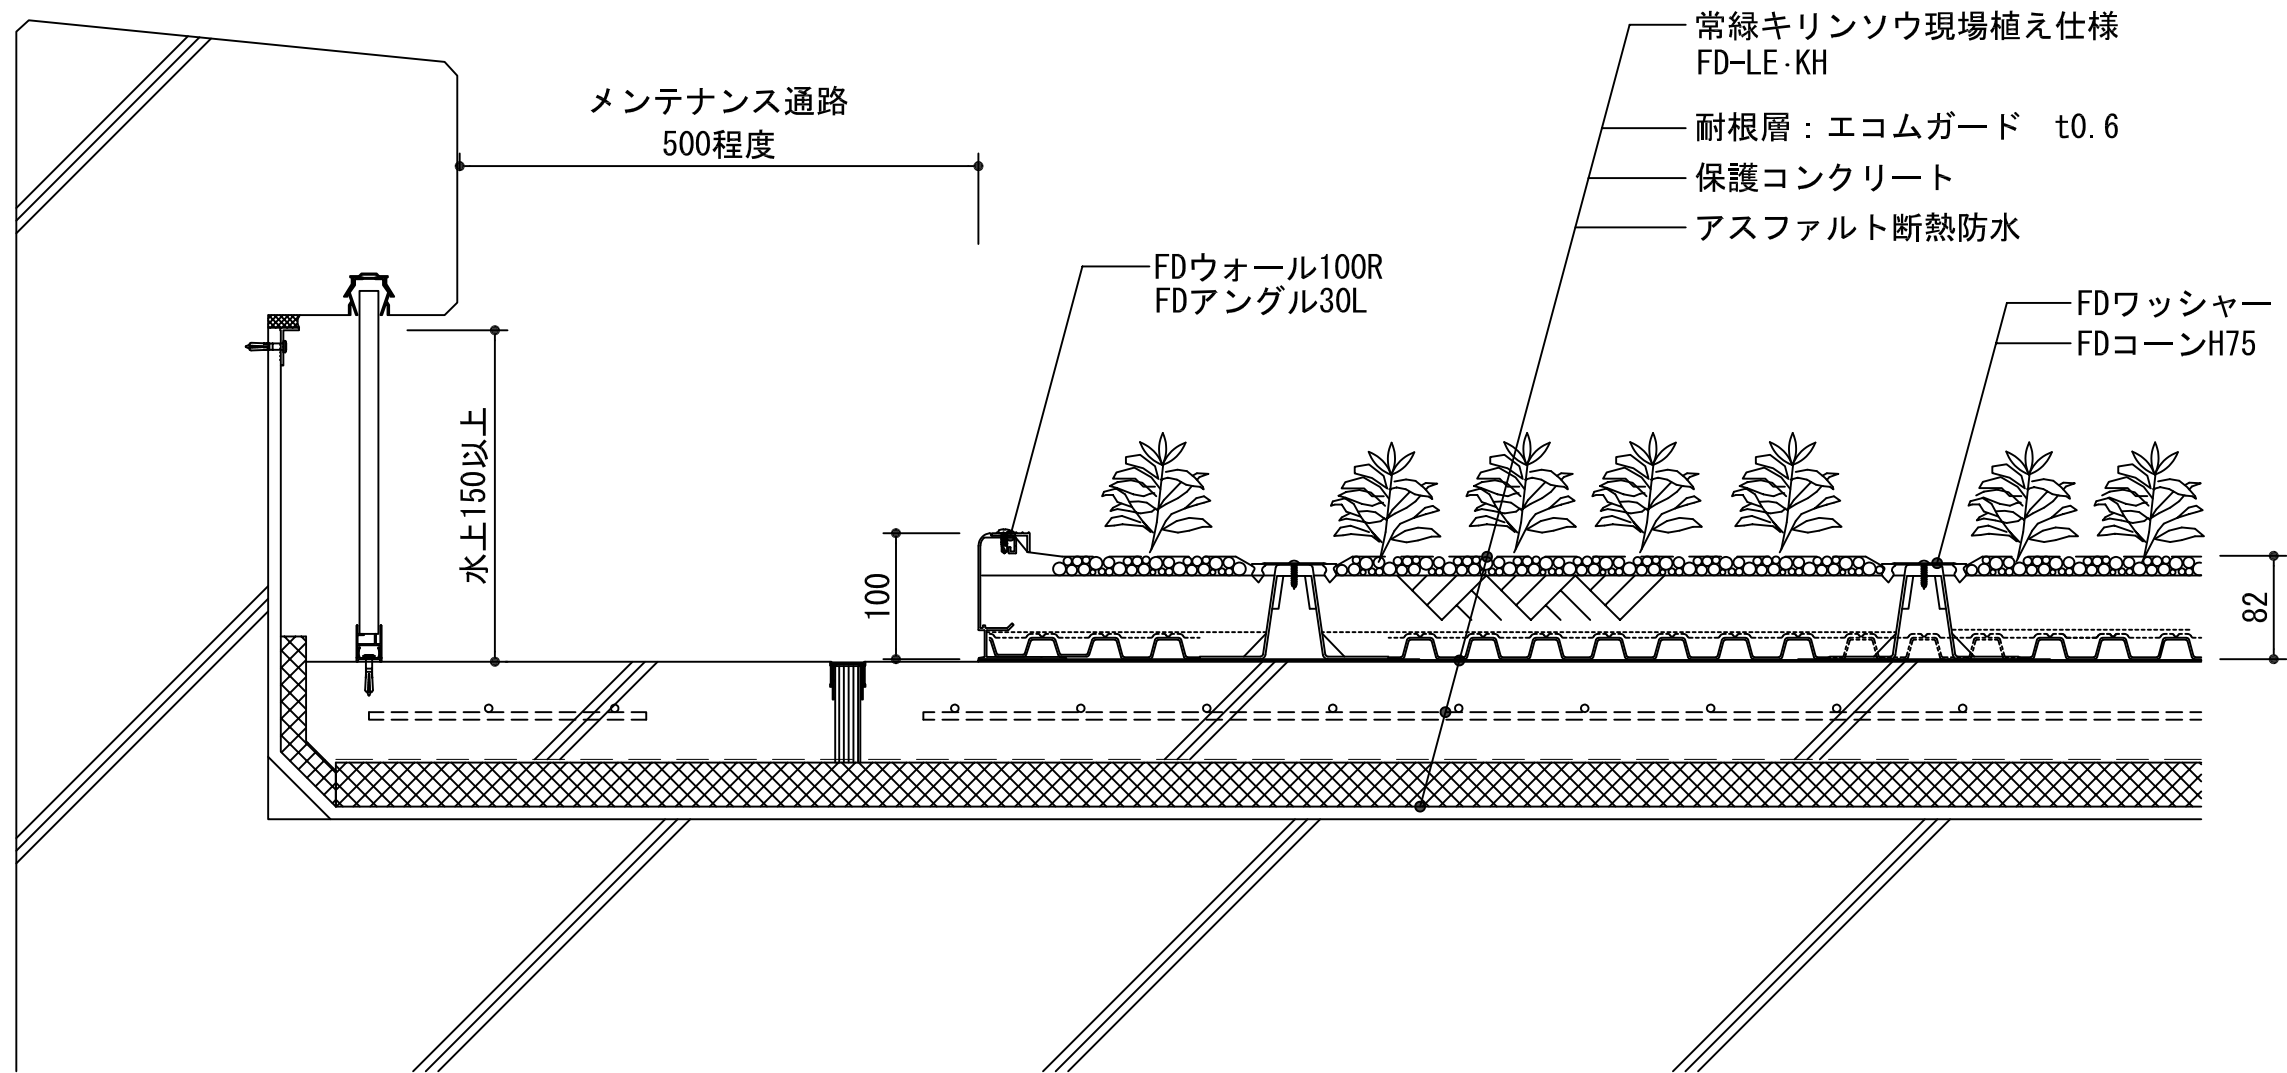 常緑キリンソウ現場植え仕様
FD-LE·KH
耐根層：エコムガード　t0.6
保護コンクリート
アスファルト断熱防水
メンテナンス通路
500程度
FDウォール100R
FDアングル30L
FDワッシャー
FDコーンH75
水上150以上
100
82